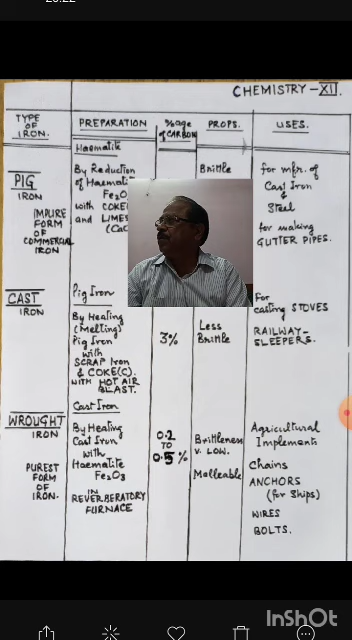 20:22
CHEMISTRY-XII.
TYPE OF IRON.
PREPARATION
%age of CARBON
PROPS.
USES.
Haematite
PIG IRON
IMPURE FORM OF COMMERCIAL IRON
By Reduction
of Haemati
Fe2O
with COKE
and LIMES
(CaC
Brittle
for mfr. of
Cast Iron
&
Steel
for making
GUTTER PIPES.
CAST IRON
Pig Iron
By Heating
(Melting)
Pig Iron
with
SCRAP Iron
& COKE(C).
WITH HOT AIR
BLAST.
3%
Less
Brittle
For
casting STOVES
RAILWAY-
SLEEPERS.
Cast Iron
WROUGHT IRON
PUREST FORM OF IRON.
By Heating
Cast Iron
with
Haematite
Fe2O3
IN
REVERBERATORY
FURNACE
0.2
TO
0.5%
Brittleness
V. LOW.
Malleable
Agricultural
Implements
Chains
ANCHORS
(for Ships)
WIRES
BOLTS.
InShOt